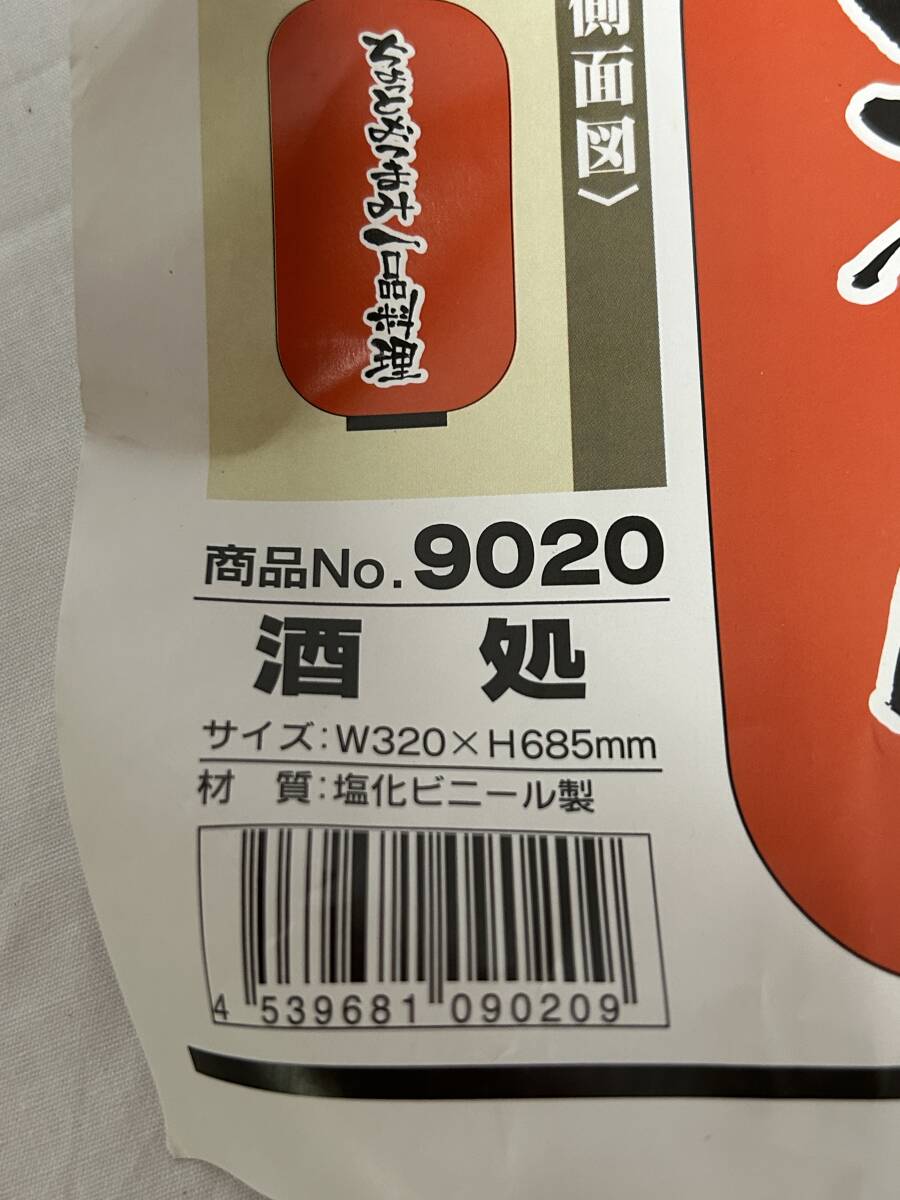 側面図〉
ちょっとおつまみ一品料理
商品No.9020
酒処
サイズ:W320×H685mm
材 質:塩化ビニール製
4 539681 090209